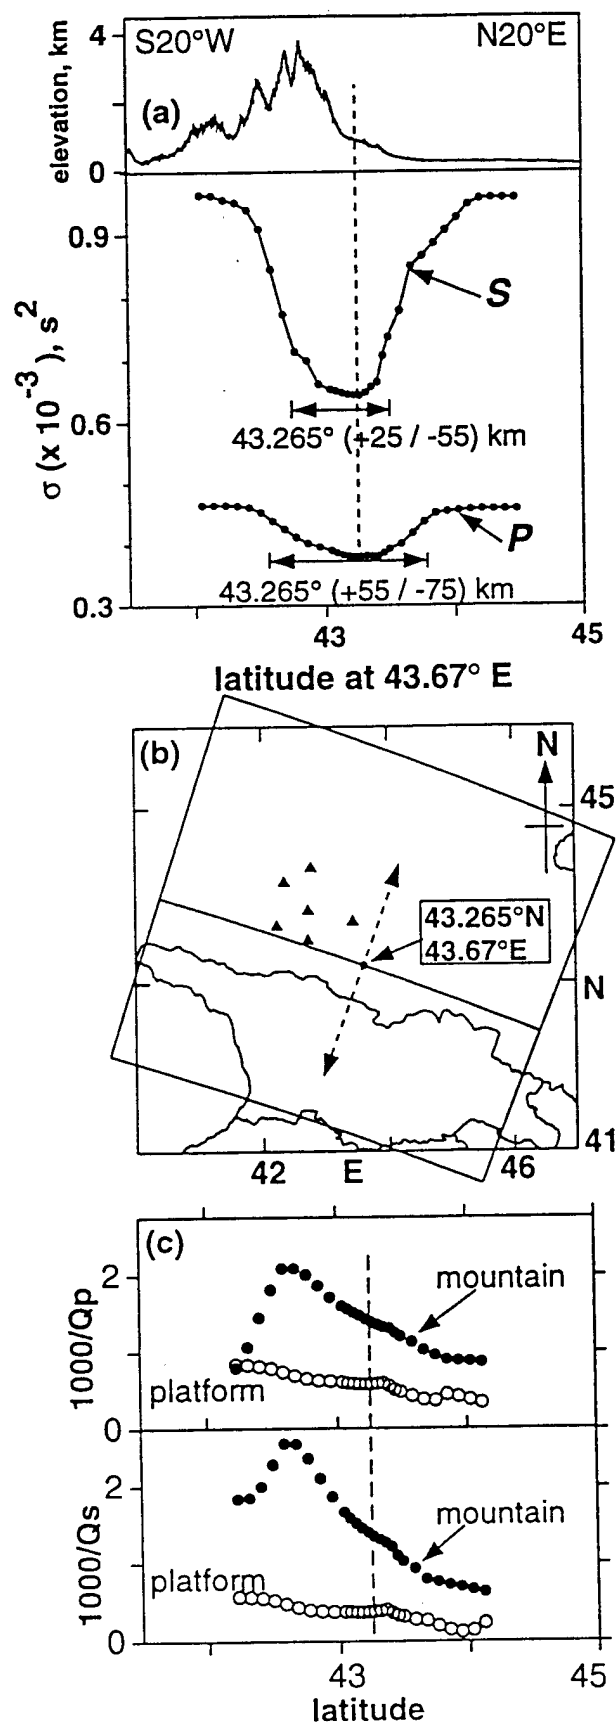 4
S20°W
N20°E
elevation, km
(a)
0
0.9
S
σ (x 10⁻³), s²
0.6
43.265° (+25 / -55) km
P
43.265° (+55 / -75) km
0.3
43
45
latitude at 43.67° E
(b)
N
45
43.265°N
43.67°E
N
41
42
E
46
(c)
2
mountain
1000/Qp
platform
0
2
mountain
1000/Qs
platform
0
43
45
latitude